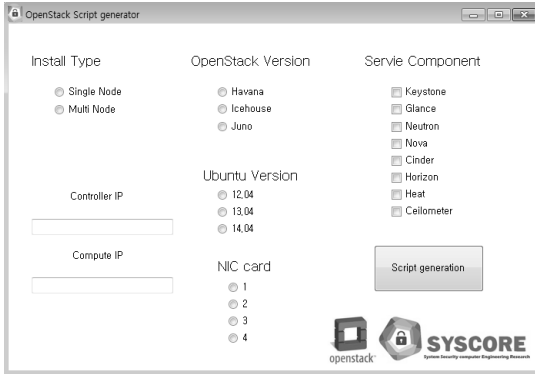 OpenStack Script generator
Install Type
Single Node
Multi Node
Controller IP
Compute IP
OpenStack Version
Havana
Icehouse
Juno
Ubuntu Version
12,04
13,04
14,04
NIC card
1
2
3
4
Servie Component
Keystone
Glance
Neutron
Nova
Cinder
Horizon
Heat
Ceilometer
Script generation
openstack
SYSCORE
System Security computer Engineering Research